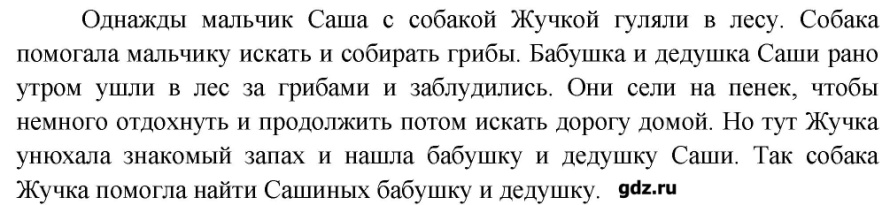 Однажды мальчик Саша с собакой Жучкой гуляли в лесу. Собака
помогала мальчику искать и собирать грибы. Бабушка и дедушка Саши рано
утром ушли в лес за грибами и заблудились. Они сели на пенек, чтобы
немного отдохнуть и продолжить потом искать дорогу домой. Но тут Жучка
унюхала знакомый запах и нашла бабушку и дедушку Саши. Так собака
Жучка помогла найти Сашиных бабушку и дедушку. gdz.ru